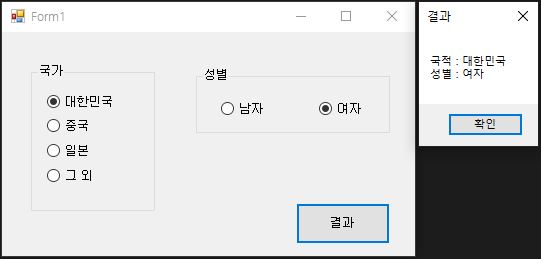 Form1
국가
대한민국
중국
일본
그 외
성별
남자 여자
결과
결과
국적 : 대한민국
성별 : 여자
확인